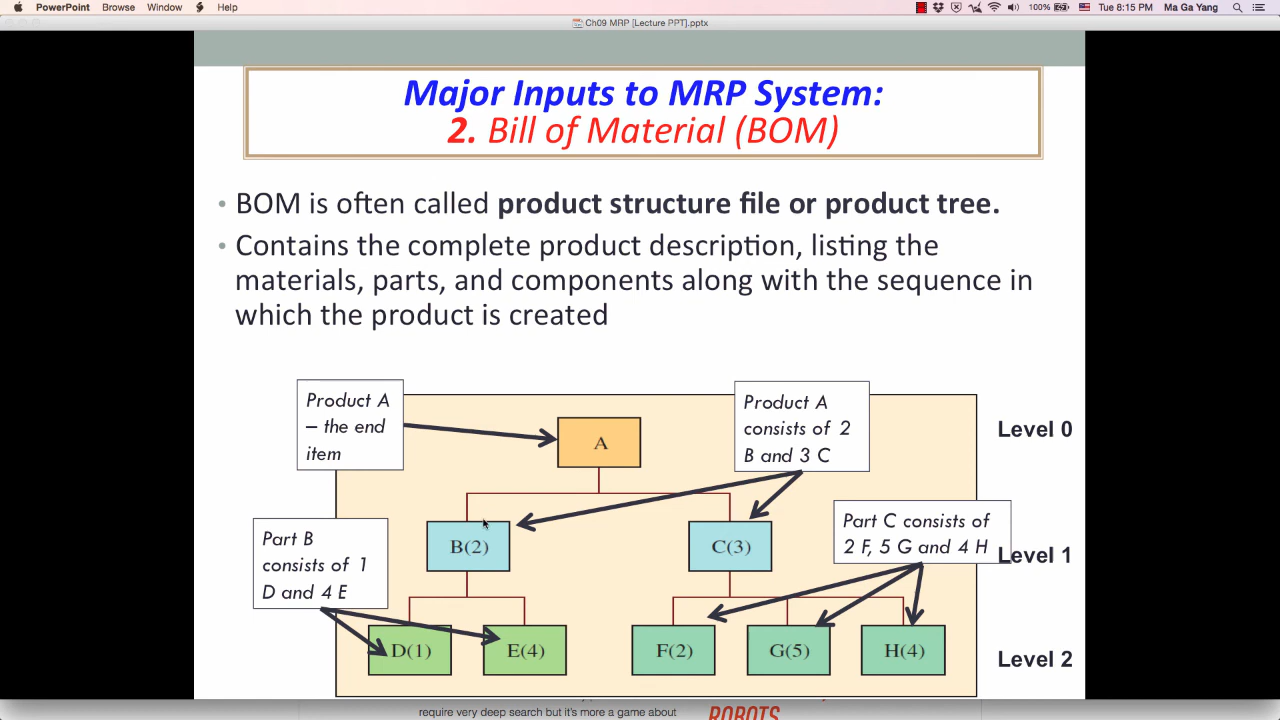 PowerPoint Browse Window Help 100% Tue 8:15 PM Ma Ga Yang
Ch09 MRP [Lecture PPT].pptx
Major Inputs to MRP System:
2. Bill of Material (BOM)
• BOM is often called product structure file or product tree.
• Contains the complete product description, listing the
materials, parts, and components along with the sequence in
which the product is created
Product A
– the end
item
Product A
consists of 2
B and 3 C
A
Level 0
Part B
consists of 1
D and 4 E
B(2)
C(3)
Part C consists of
2 F, 5 G and 4 H
Level 1
D(1)
E(4)
F(2)
G(5)
H(4)
Level 2
require very deep search but it's more a game about
ROBOTS